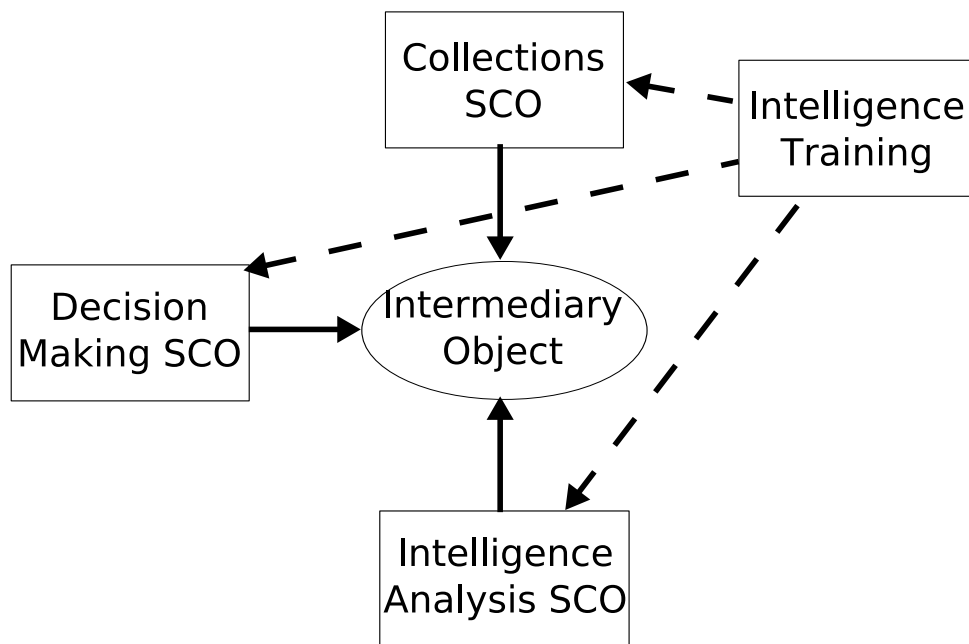 Collections
SCO
Intelligence
Training
Decision
Making SCO
Intermediary
Object
Intelligence
Analysis SCO